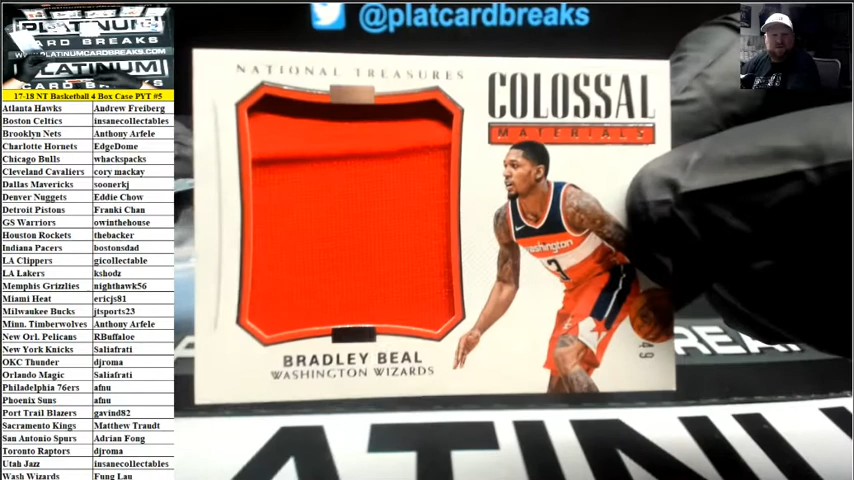 PLATINUM
CARD BREAKS
WWW.PLATINUMCARDBREAKS.COM
PLATINUM
CARD BREAKS
17-18 NT Basketball 4 Box Case PYT #5
Atlanta Hawks Andrew Freiberg
Boston Celtics insanecollectables
Brooklyn Nets Anthony Arfele
Charlotte Hornets EdgeDome
Chicago Bulls whackspacks
Cleveland Cavaliers cory mackay
Dallas Mavericks soonerkj
Denver Nuggets Eddie Chow
Detroit Pistons Franki Chan
GS Warriors owinthehouse
Houston Rockets thebacker
Indiana Pacers bostonsdad
LA Clippers gicollectable
LA Lakers kshodz
Memphis Grizzlies nighthawk56
Miami Heat ericjs81
Milwaukee Bucks jtsports23
Minn. Timberwolves Anthony Arfele
New Orl. Pelicans RBuffaloe
New York Knicks Saliafrati
OKC Thunder djroma
Orlando Magic Saliafrati
Philadelphia 76ers afnu
Phoenix Suns afnu
Port Trail Blazers gavind82
Sacramento Kings Matthew Traudt
San Antonio Spurs Adrian Fong
Toronto Raptors djroma
Utah Jazz insanecollectables
Wash Wizards Fung Lau
@platcardbreaks
NATIONAL TREASURES
COLOSSAL
MATERIALS
Washington
3
BRADLEY BEAL
WASHINGTON WIZARDS
49
REAK
ATINU